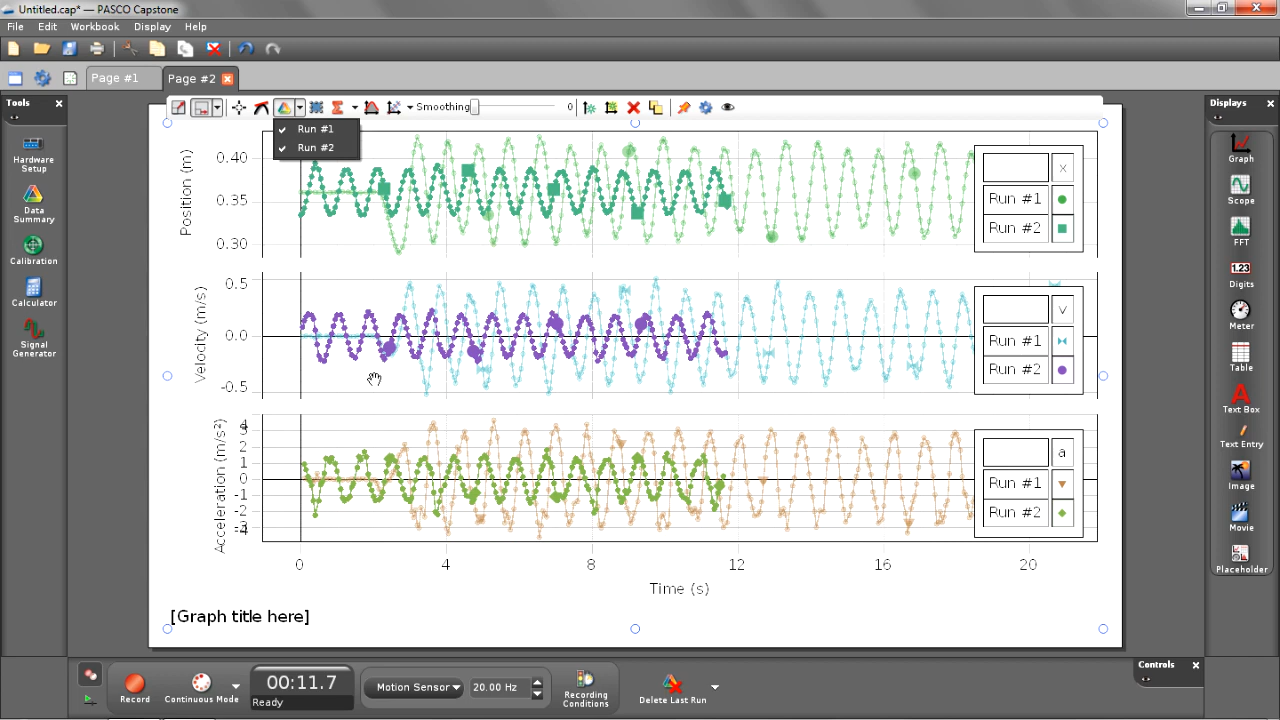 Untitled.cap* - PASCO Capstone
File Edit Workbook Display Help
Page #1 Page #2
Tools
Hardware Setup
Data Summary
Calibration
Calculator
Signal Generator
Smoothing 0
Run #1
Run #2
Position (m)
0.40
0.35
0.30
Run #1
Run #2
Velocity (m/s)
0.5
0.0
-0.5
v
Run #1
Run #2
Acceleration (m/s²)
4
3
2
1
0
-1
-2
-3
-4
a
Run #1
Run #2
0 4 8 12 16 20
Time (s)
[Graph title here]
Displays
Graph
Scope
FFT
1.23
Digits
Meter
Table
Text Box
Text Entry
Image
Movie
Placeholder
Record
Continuous Mode
00:11.7
Ready
Motion Sensor
20.00 Hz
Recording Conditions
Delete Last Run
Controls